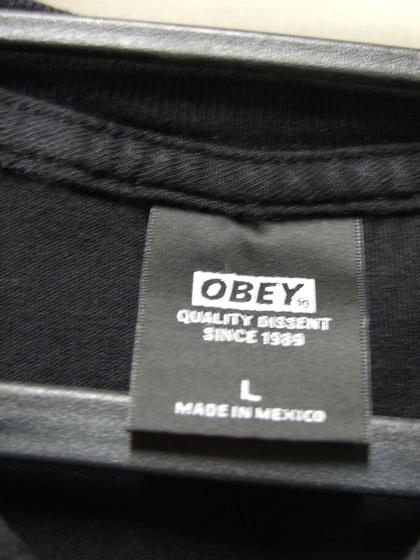 OBEY
QUALITY DISSENT
SINCE 1989
L
MADE IN MEXICO